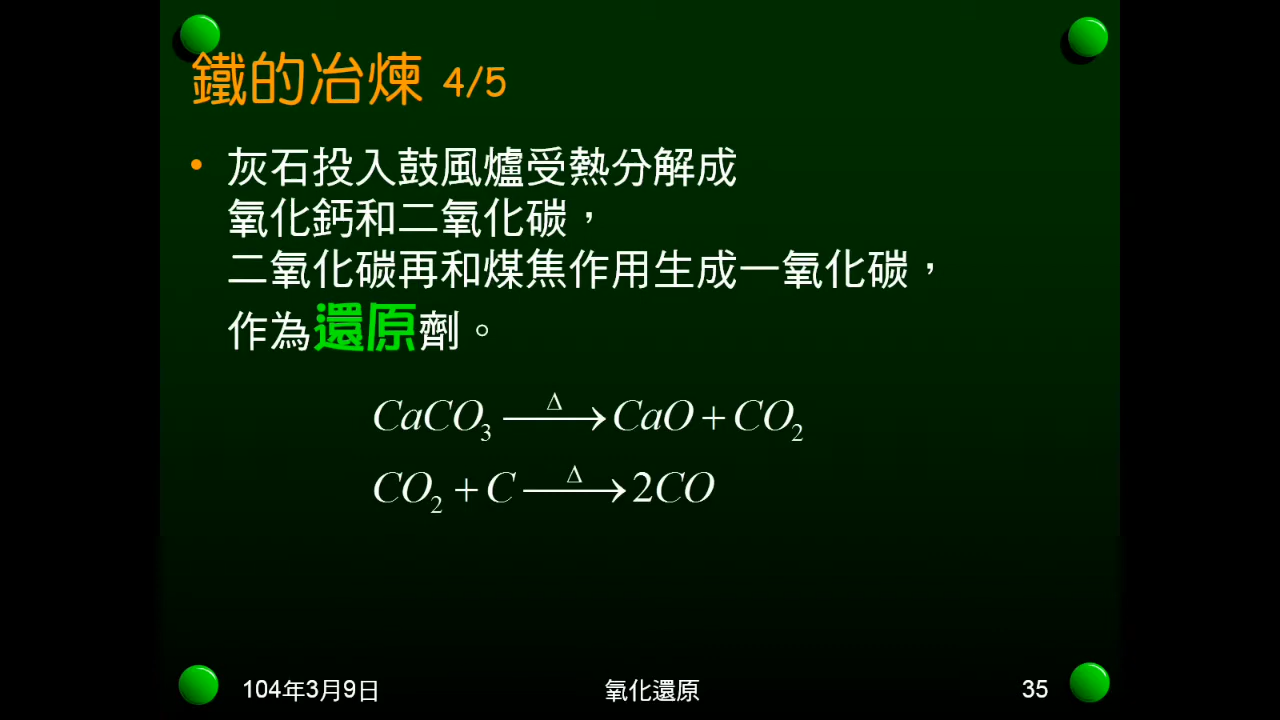 鐵的冶煉 4/5
• 灰石投入鼓風爐受熱分解成
氧化鈣和二氧化碳，
二氧化碳再和煤焦作用生成一氧化碳，
作為還原劑。
CaCO₃ —Δ→ CaO + CO₂
CO₂ + C —Δ→ 2CO
104年3月9日
氧化還原
35